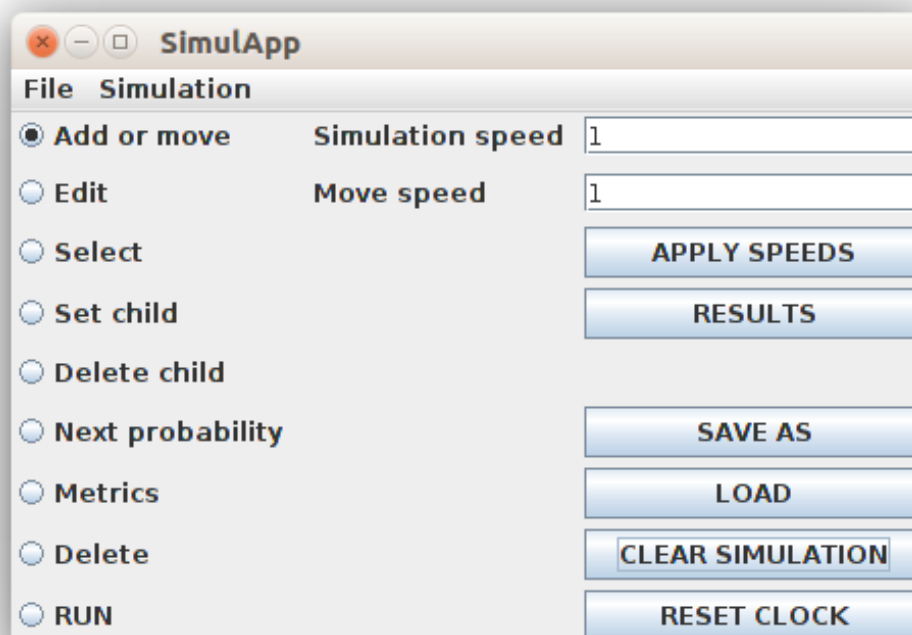 SimulApp
File Simulation
Add or move Simulation speed 1
Edit Move speed 1
Select APPLY SPEEDS
Set child RESULTS
Delete child
Next probability SAVE AS
Metrics LOAD
Delete CLEAR SIMULATION
RUN RESET CLOCK